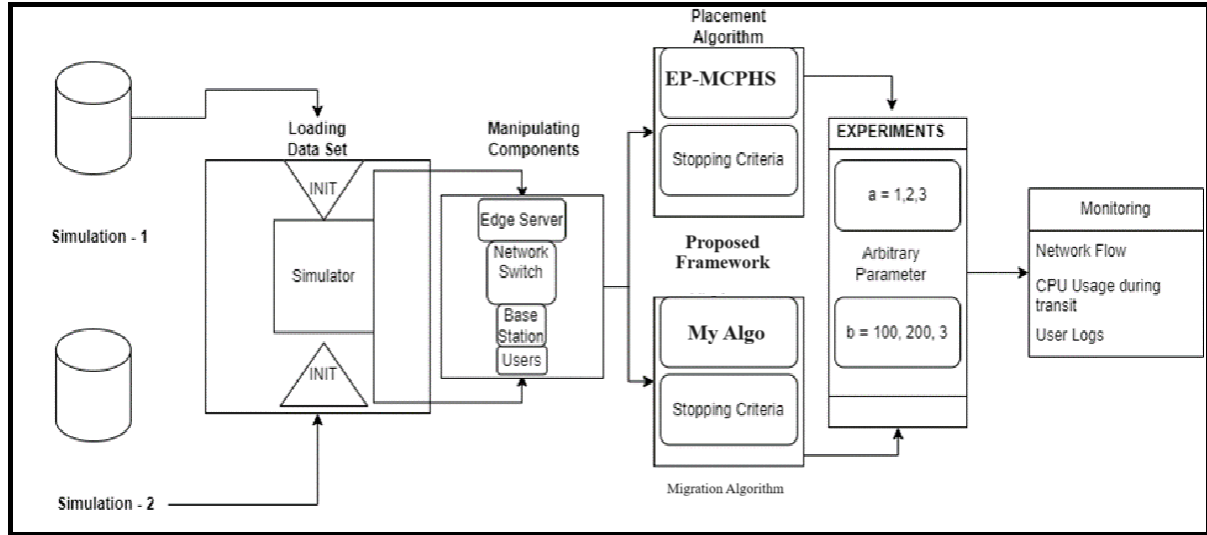 Simulation - 1
Simulation - 2
Loading
Data Set
INIT
Simulator
INIT
Manipulating
Components
Edge Server
Network
Switch
Base
Station
Users
Placement
Algorithm
EP-MCPHS
Stopping Criteria
Proposed
Framework
My Algo
Stopping Criteria
Migration Algorithm
EXPERIMENTS
a = 1,2,3
Arbitrary
Parameter
b = 100, 200, 3
Monitoring
Network Flow
CPU Usage during
transit
User Logs